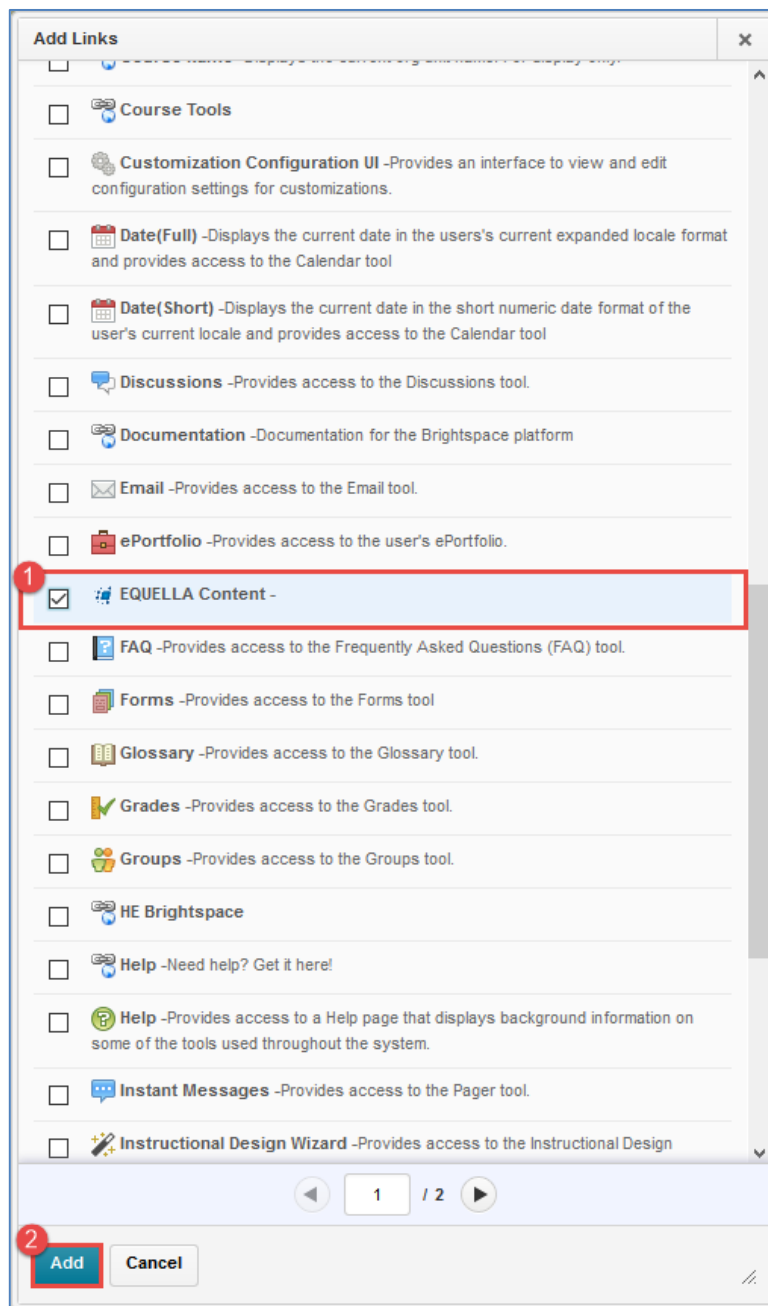 Add Links
Course Tools
Customization Configuration UI -Provides an interface to view and edit
configuration settings for customizations.
Date(Full) -Displays the current date in the users's current expanded locale format
and provides access to the Calendar tool
Date(Short) -Displays the current date in the short numeric date format of the
user's current locale and provides access to the Calendar tool
Discussions -Provides access to the Discussions tool.
Documentation -Documentation for the Brightspace platform
Email -Provides access to the Email tool.
ePortfolio -Provides access to the user's ePortfolio.
1
EQUELLA Content -
FAQ -Provides access to the Frequently Asked Questions (FAQ) tool.
Forms -Provides access to the Forms tool
Glossary -Provides access to the Glossary tool.
Grades -Provides access to the Grades tool.
Groups -Provides access to the Groups tool.
HE Brightspace
Help -Need help? Get it here!
Help -Provides access to a Help page that displays background information on
some of the tools used throughout the system.
Instant Messages -Provides access to the Pager tool.
Instructional Design Wizard -Provides access to the Instructional Design
1 / 2
2
Add Cancel